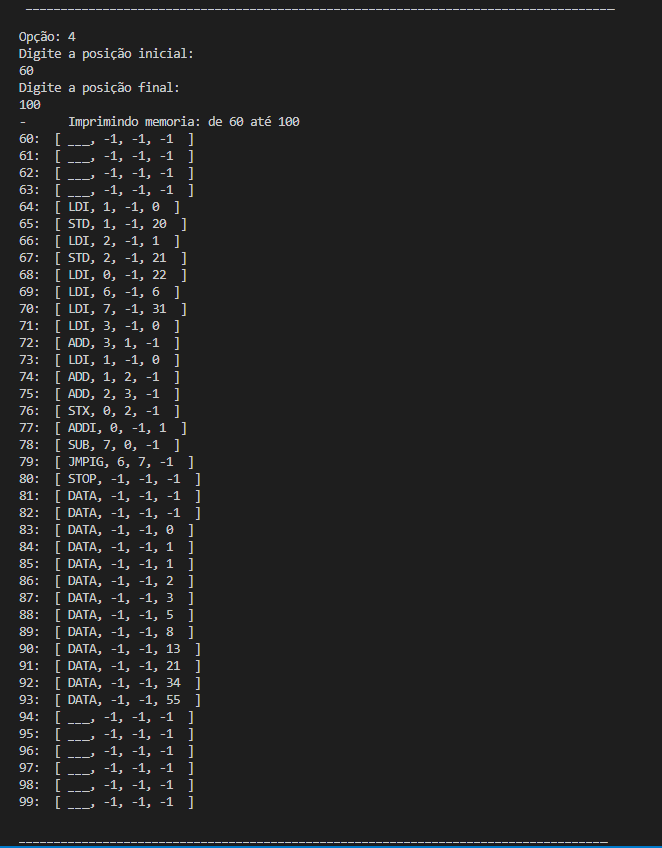 Opção: 4
Digite a posição inicial:
60
Digite a posição final:
100
-      Imprimindo memoria: de 60 até 100
60:  [ ___, -1, -1, -1  ]
61:  [ ___, -1, -1, -1  ]
62:  [ ___, -1, -1, -1  ]
63:  [ ___, -1, -1, -1  ]
64:  [ LDI, 1, -1, 0  ]
65:  [ STD, 1, -1, 20  ]
66:  [ LDI, 2, -1, 1  ]
67:  [ STD, 2, -1, 21  ]
68:  [ LDI, 0, -1, 22  ]
69:  [ LDI, 6, -1, 6  ]
70:  [ LDI, 7, -1, 31  ]
71:  [ LDI, 3, -1, 0  ]
72:  [ ADD, 3, 1, -1  ]
73:  [ LDI, 1, -1, 0  ]
74:  [ ADD, 1, 2, -1  ]
75:  [ ADD, 2, 3, -1  ]
76:  [ STX, 0, 2, -1  ]
77:  [ ADDI, 0, -1, 1  ]
78:  [ SUB, 7, 0, -1  ]
79:  [ JMPIG, 6, 7, -1  ]
80:  [ STOP, -1, -1, -1  ]
81:  [ DATA, -1, -1, -1  ]
82:  [ DATA, -1, -1, -1  ]
83:  [ DATA, -1, -1, 0  ]
84:  [ DATA, -1, -1, 1  ]
85:  [ DATA, -1, -1, 1  ]
86:  [ DATA, -1, -1, 2  ]
87:  [ DATA, -1, -1, 3  ]
88:  [ DATA, -1, -1, 5  ]
89:  [ DATA, -1, -1, 8  ]
90:  [ DATA, -1, -1, 13  ]
91:  [ DATA, -1, -1, 21  ]
92:  [ DATA, -1, -1, 34  ]
93:  [ DATA, -1, -1, 55  ]
94:  [ ___, -1, -1, -1  ]
95:  [ ___, -1, -1, -1  ]
96:  [ ___, -1, -1, -1  ]
97:  [ ___, -1, -1, -1  ]
98:  [ ___, -1, -1, -1  ]
99:  [ ___, -1, -1, -1  ]